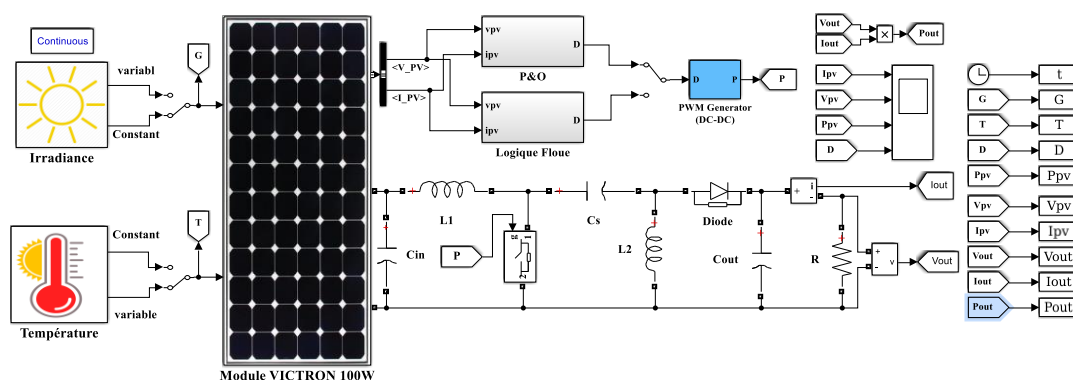 Continuous
variabl
Constant
Irradiance
G
Constant
variable
Température
T
Module VICTRON 100W
<V_PV>
<I_PV>
vpv
ipv
D
P&O
vpv
ipv
D
Logique Floue
D
P
PWM Generator
(DC-DC)
P
L1
Cin
P
g
1
2
Cs
L2
Diode
Cout
+
-
i
R
+
-
v
Iout
Vout
Vout
Iout
×
Pout
Ipv
Vpv
Ppv
D
t
G
G
T
T
D
D
Ppv
Ppv
Vpv
Vpv
Ipv
Ipv
Vout
Vout
Iout
Iout
Pout
Pout